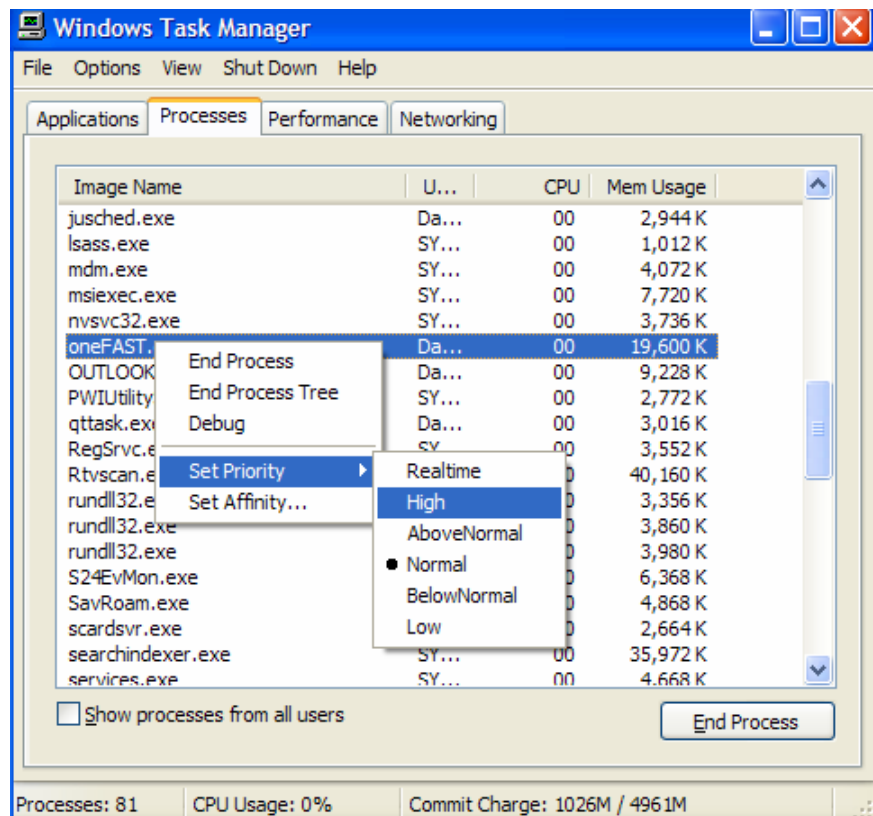 Windows Task Manager
File Options View Shut Down Help
Applications Processes Performance Networking
Image Name U... CPU Mem Usage
jusched.exe Da... 00 2,944 K
lsass.exe SY... 00 1,012 K
mdm.exe SY... 00 4,072 K
msiexec.exe SY... 00 7,720 K
nvsvc32.exe SY... 00 3,736 K
oneFAST. Da... 00 19,600 K
End Process
OUTLOOK Da... 00 9,228 K
End Process Tree
PWIUtility SY... 00 2,772 K
Debug
qttask.exe Da... 00 3,016 K
RegSrvc.e SY... 00 3,552 K
Set Priority
Realtime
Rtvscan.e 40,160 K
Set Affinity...
High
rundll32.e 3,356 K
AboveNormal
rundll32.exe 3,860 K
Normal
rundll32.exe 3,980 K
BelowNormal
S24EvMon.exe 6,368 K
SavRoam.exe 4,868 K
Low
scardsvr.exe 2,664 K
searchindexer.exe SY... 00 35,972 K
services.exe SY... 00 4,668 K
Show processes from all users
End Process
Processes: 81 CPU Usage: 0% Commit Charge: 1026M / 4961M